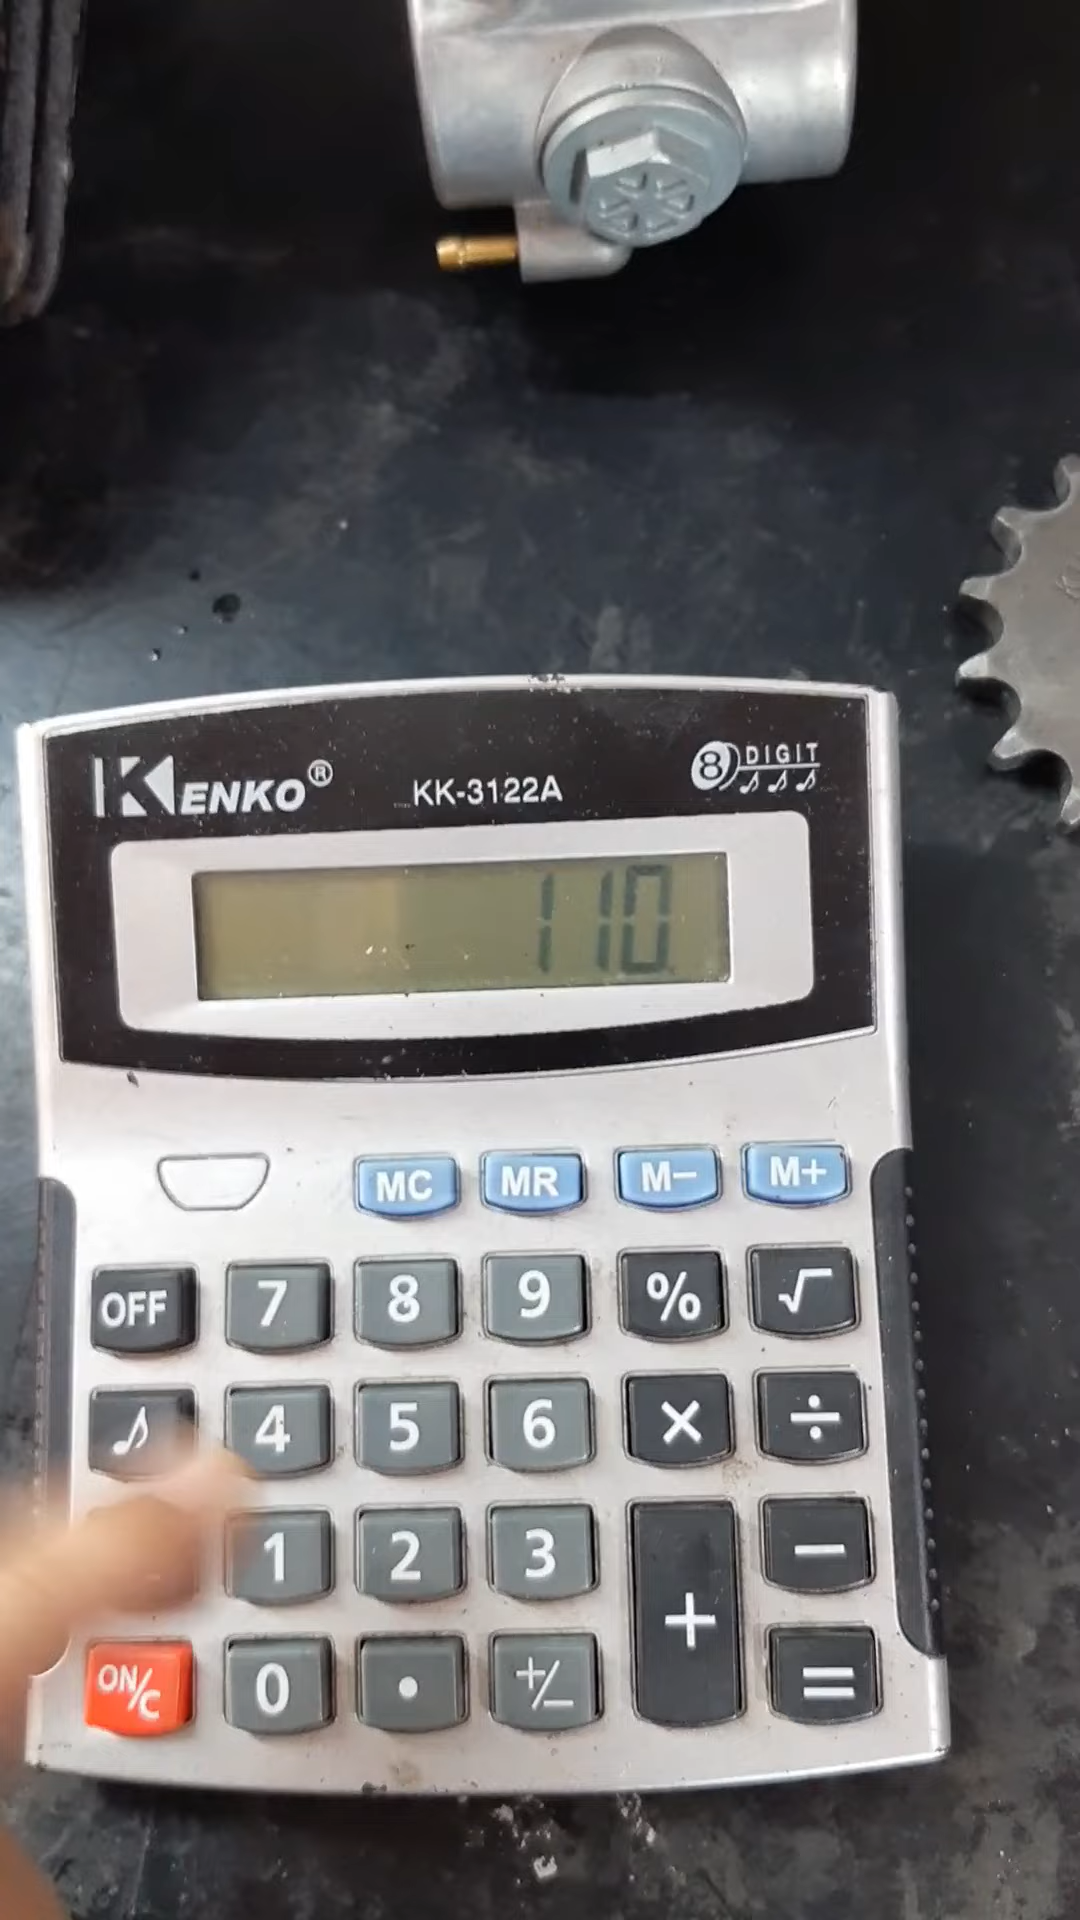 KENKO® KK-3122A 8 DIGIT
110
MC MR M− M+
OFF 7 8 9 % √
♪ 4 5 6 × ÷
1 2 3 + −
ON/C 0 • +/− =